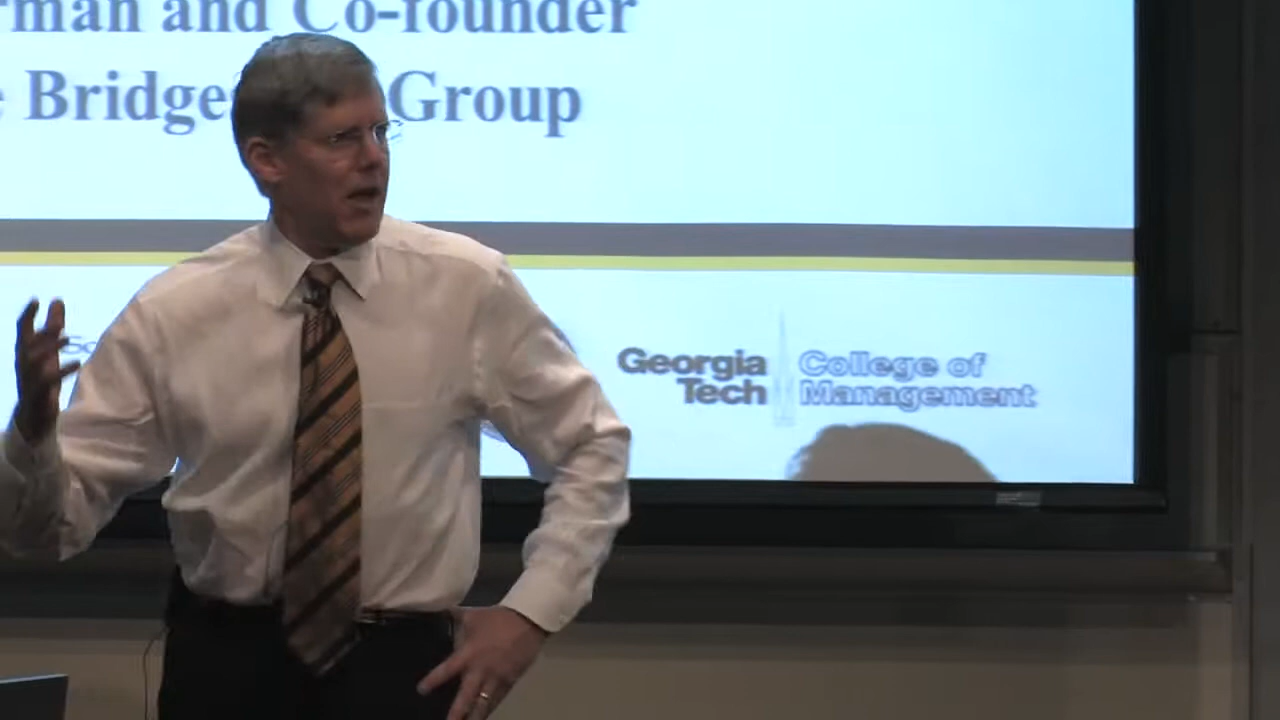 rman and Co-founder
e Bridge Group
Georgia
Tech
College of
Management